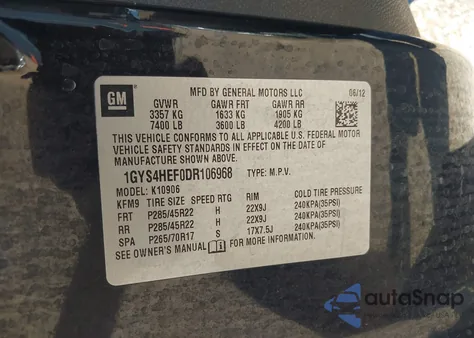 GM
MFD BY GENERAL MOTORS LLC 06/12
GVWR GAWR FRT GAWR RR
3357 KG 1633 KG 1905 KG
7400 LB 3600 LB 4200 LB
THIS VEHICLE CONFORMS TO ALL APPLICABLE U.S. FEDERAL MOTOR
VEHICLE SAFETY STANDARDS IN EFFECT ON THE DATE OF
MANUFACTURE SHOWN ABOVE.
1GYS4HEF0DR106968 TYPE: M.P.V.
MODEL: K10906
KFM9 TIRE SIZE SPEED RTG RIM COLD TIRE PRESSURE
FRT P285/45R22 H 22X9J 240KPA(35PSI)
RR P285/45R22 H 22X9J 240KPA(35PSI)
SPA P265/70R17 S 17X7.5J 240KPA(35PSI)
SEE OWNER'S MANUAL FOR MORE INFORMATION.
autoSnap